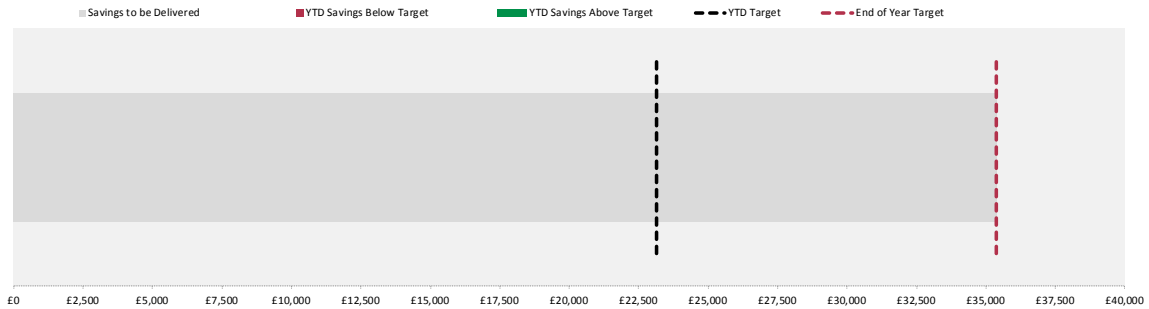 Savings to be Delivered YTD Savings Below Target YTD Savings Above Target YTD Target End of Year Target
£0 £2,500 £5,000 £7,500 £10,000 £12,500 £15,000 £17,500 £20,000 £22,500 £25,000 £27,500 £30,000 £32,500 £35,000 £37,500 £40,000